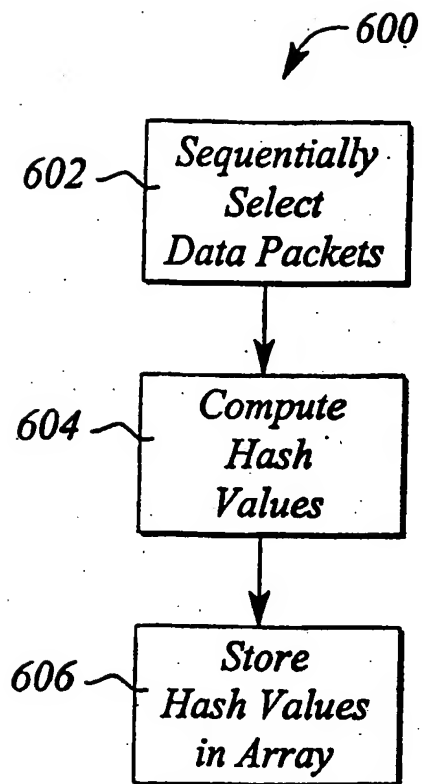 600
602
Sequentially
Select
Data Packets
604
Compute
Hash
Values
606
Store
Hash Values
in Array